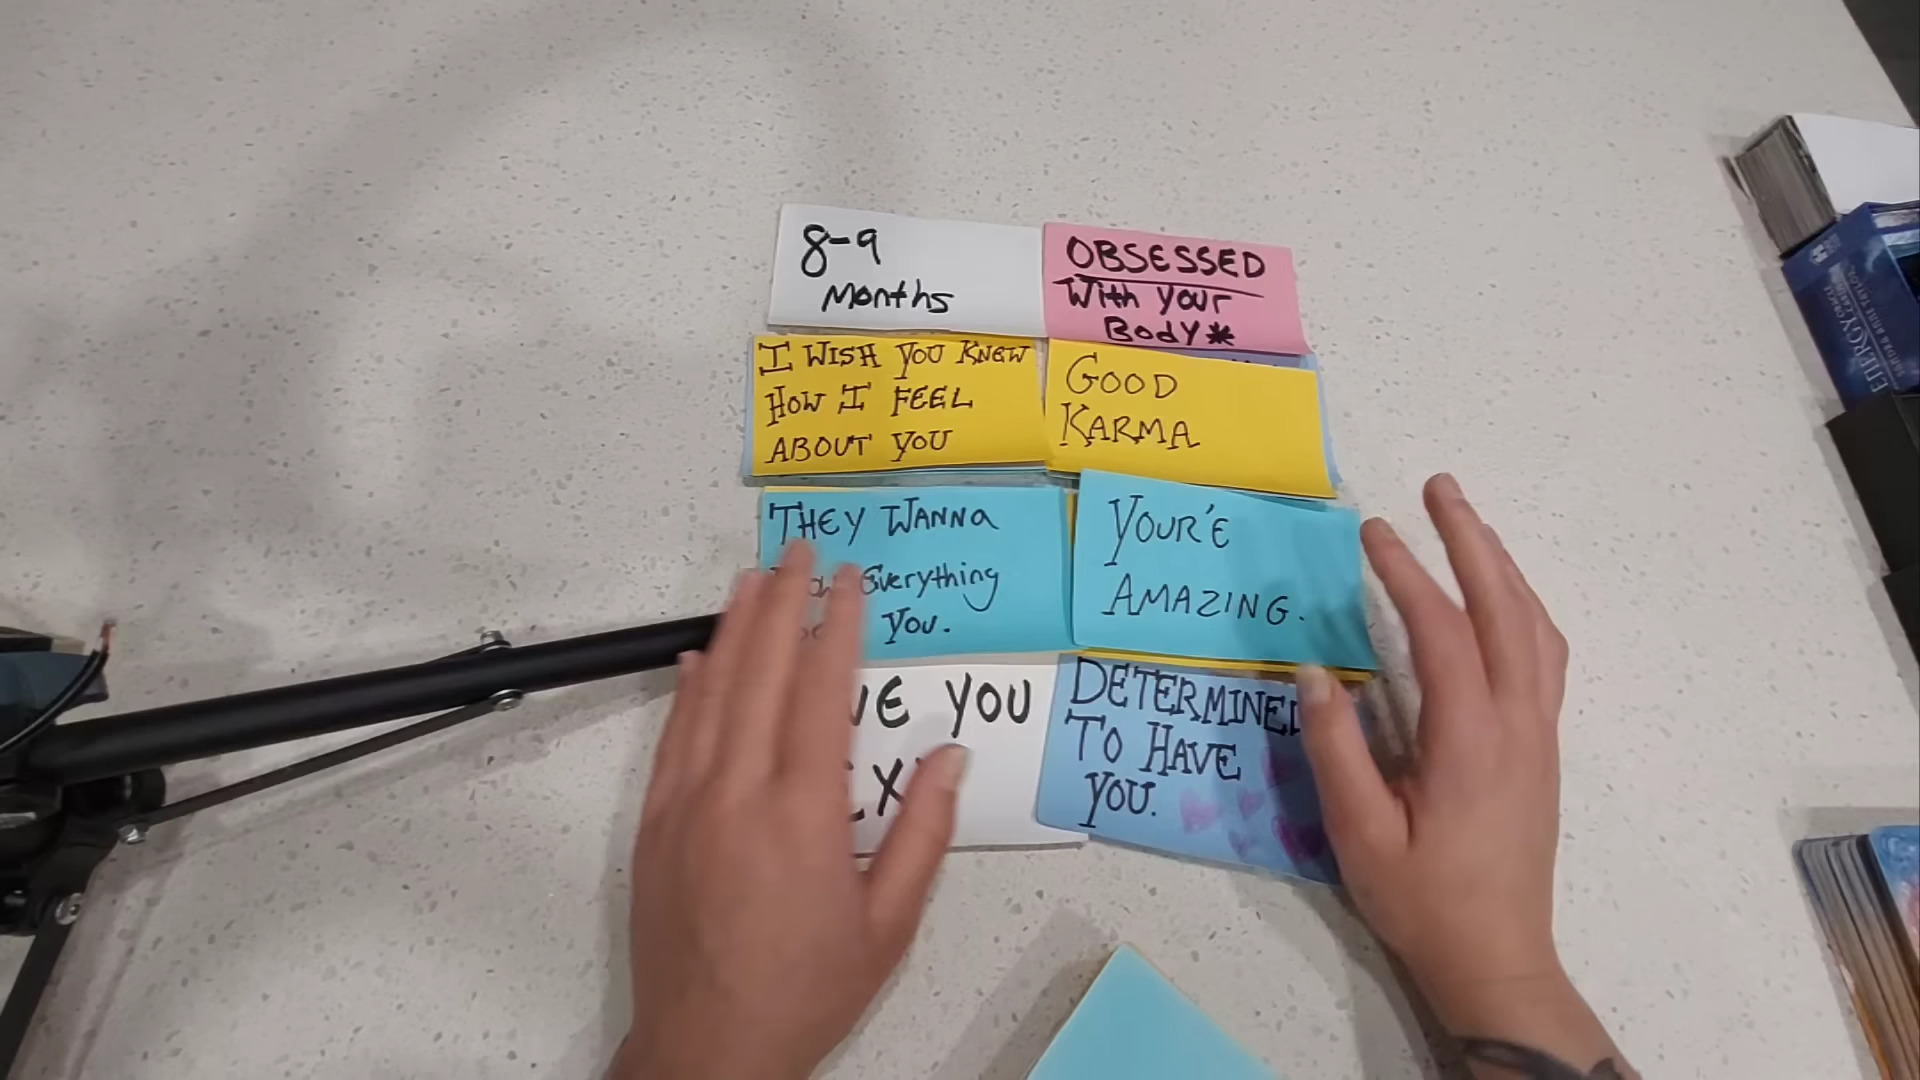 8-9
Months
OBSESSED
With your
BODY*
I WISH YOU KNEW
HOW I FEEL
ABOUT YOU
GOOD
KARMA
THEY WANNA
Everything
You.
YOUR'E
AMAZING.
YOU
DETERMINED
TO HAVE
YOU.
ENERGY